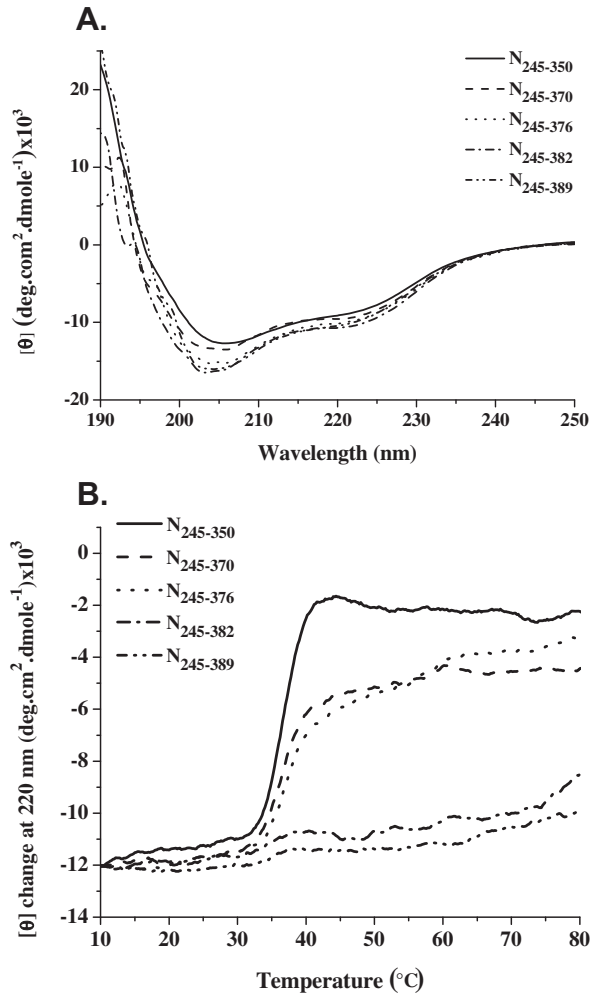 A.
[θ] (deg.com².dmole⁻¹)x10³
20
10
0
-10
-20
N₂₄₅₋₃₅₀
N₂₄₅₋₃₇₀
N₂₄₅₋₃₇₆
N₂₄₅₋₃₈₂
N₂₄₅₋₃₈₉
190 200 210 220 230 240 250
Wavelength (nm)
B.
[θ] change at 220 nm (deg.cm².dmole⁻¹)x10³
N₂₄₅₋₃₅₀
N₂₄₅₋₃₇₀
N₂₄₅₋₃₇₆
N₂₄₅₋₃₈₂
N₂₄₅₋₃₈₉
0
-2
-4
-6
-8
-10
-12
-14
10 20 30 40 50 60 70 80
Temperature (°C)